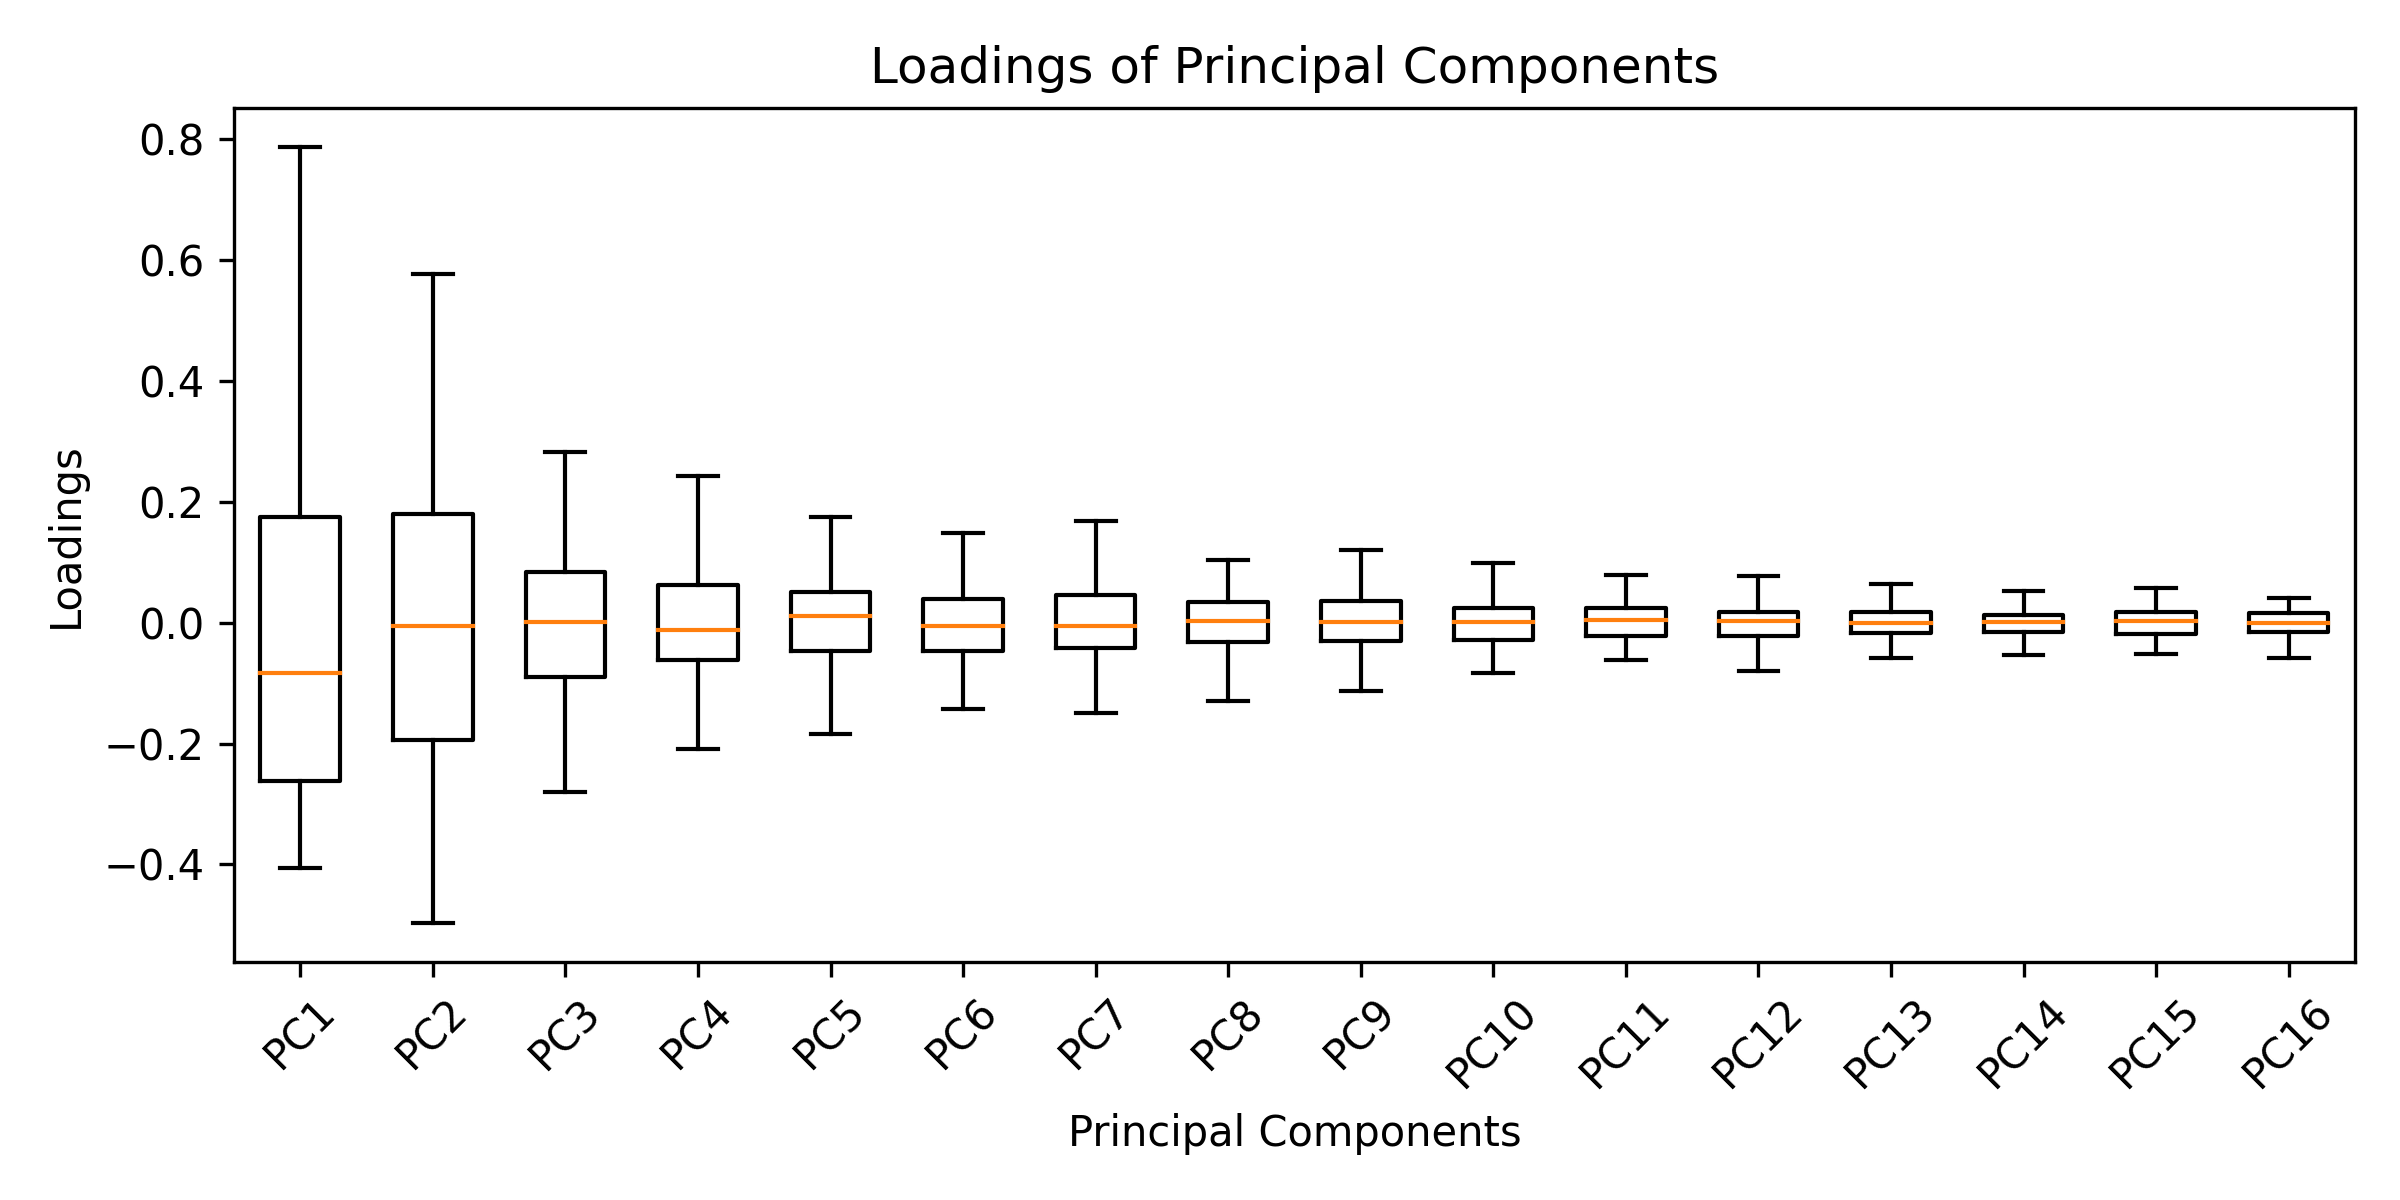 Loadings of Principal Components
0.8
0.6
0.4
0.2
0.0
−0.2
−0.4
Loadings
PC1
PC2
PC3
PC4
PC5
PC6
PC7
PC8
PC9
PC10
PC11
PC12
PC13
PC14
PC15
PC16
Principal Components